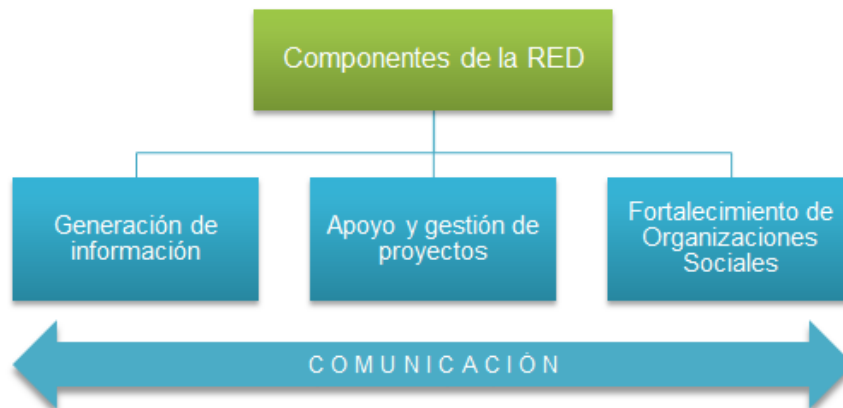 Componentes de la RED
Generación de
información
Apoyo y gestión de
proyectos
Fortalecimiento de
Organizaciones
Sociales
COMUNICACIÓN